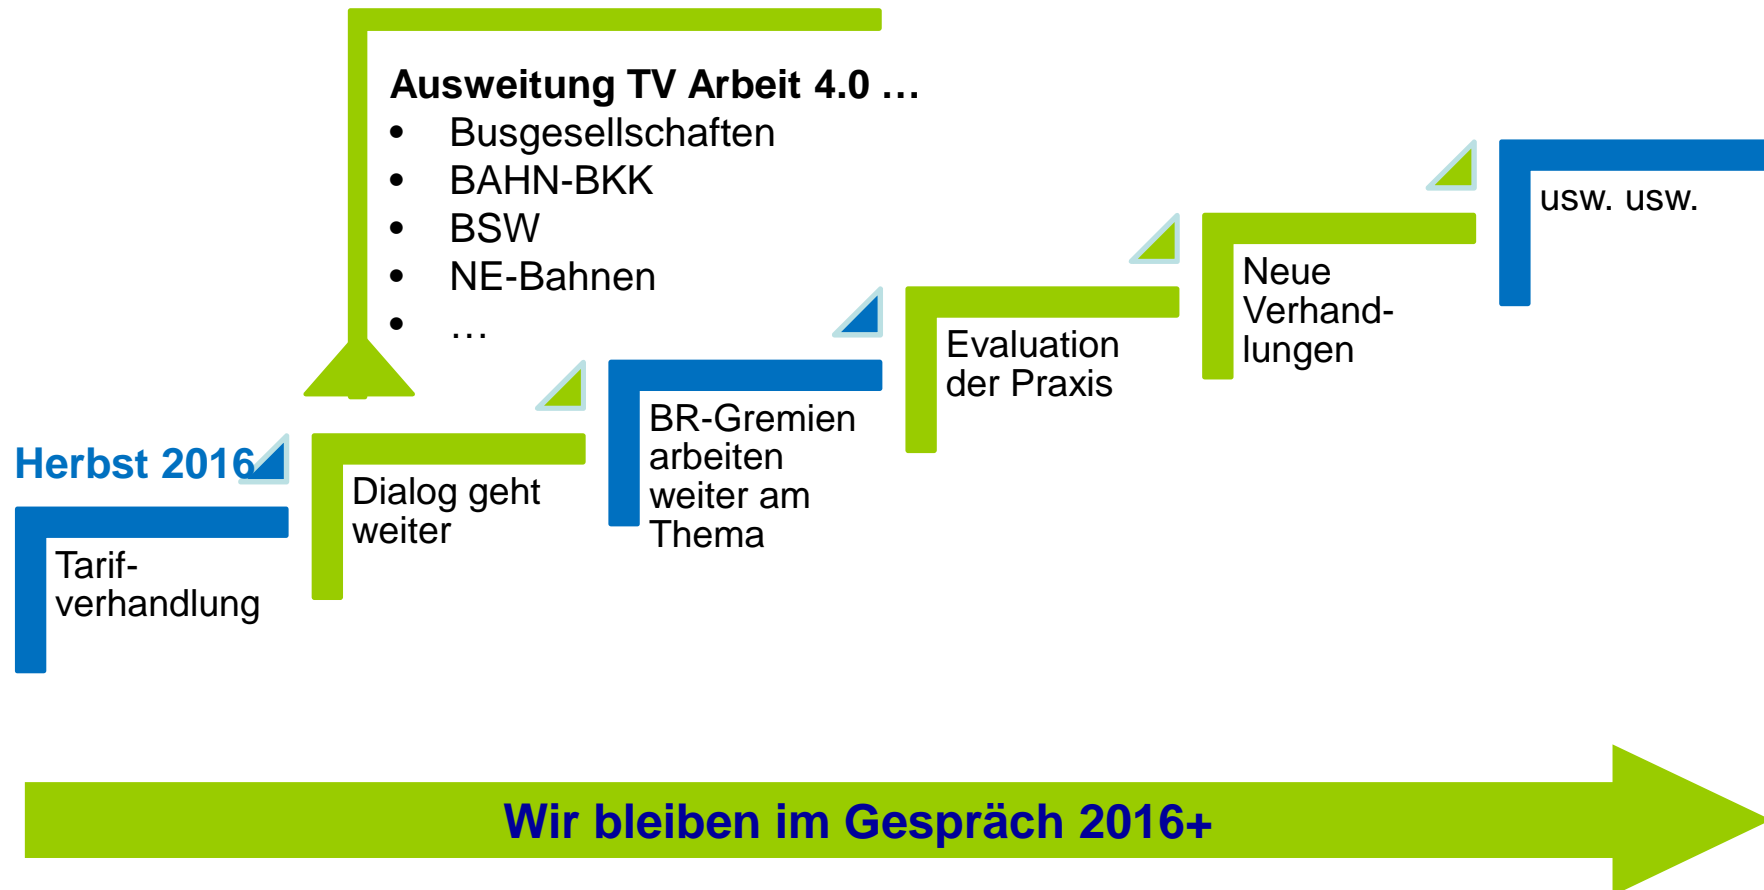 Ausweitung TV Arbeit 4.0 …
• Busgesellschaften
• BAHN-BKK
• BSW
• NE-Bahnen
• …
Herbst 2016
Tarif-
verhandlung
Dialog geht
weiter
BR-Gremien
arbeiten
weiter am
Thema
Evaluation
der Praxis
Neue
Verhand-
lungen
usw. usw.
Wir bleiben im Gespräch 2016+